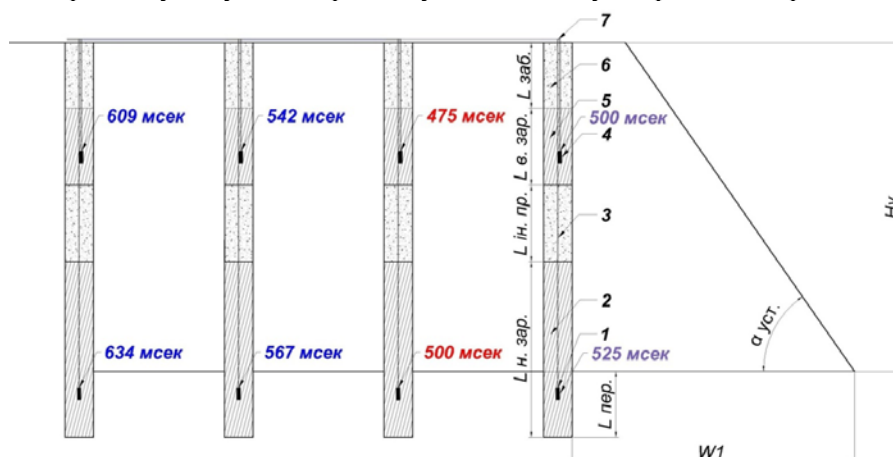 7
6
L заб.
5
609 мсек
542 мсек
475 мсек
500 мсек
4
L в. зар.
3
L ін. пр.
Hу
2
α уст.
1
L н. зар.
634 мсек
567 мсек
500 мсек
525 мсек
L пер.
W1